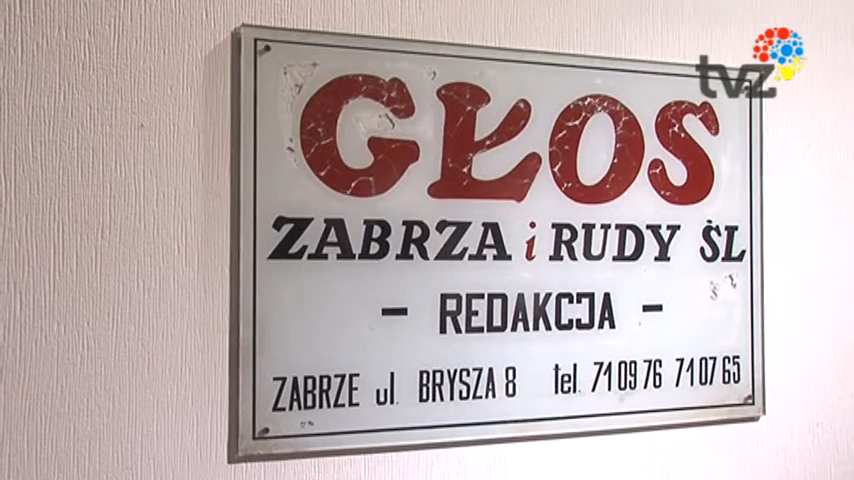 tvz
GŁOS
ZABRZA i RUDY ŚL
- REDAKCJA -
ZABRZE ul. BRYSZA 8 tel. 71 09 76 71 07 65